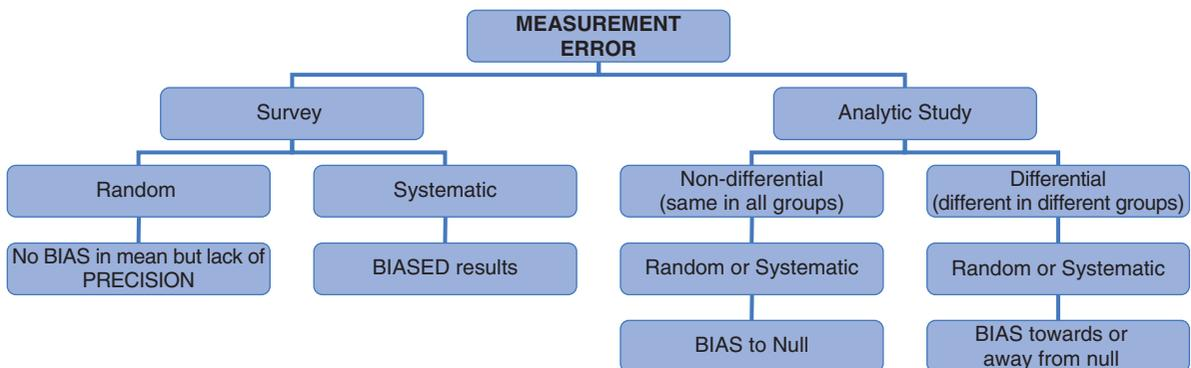 MEASUREMENT
ERROR
Survey
Analytic Study
Random
Systematic
Non-differential
(same in all groups)
Differential
(different in different groups)
No BIAS in mean but lack of
PRECISION
BIASED results
Random or Systematic
Random or Systematic
BIAS to Null
BIAS towards or
away from null